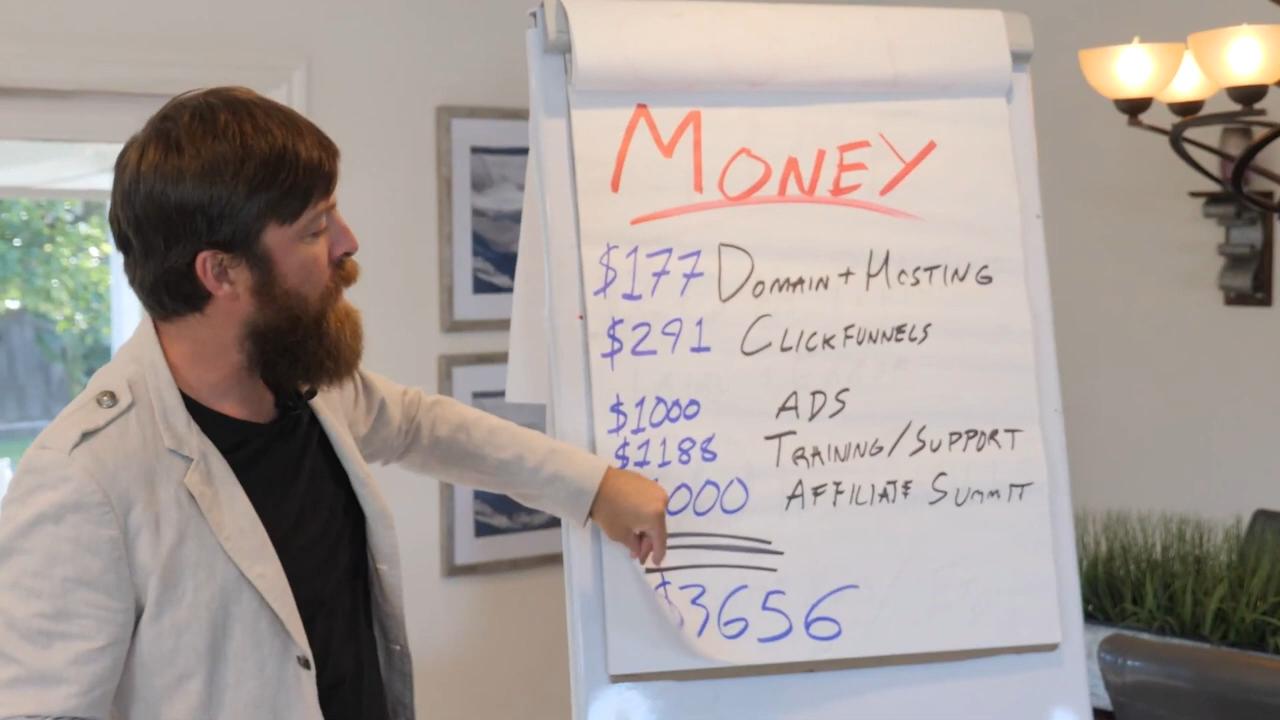 MONEY
$177 DOMAIN + HOSTING
$291 CLICKFUNNELS
$1000 ADS
$1188 TRAINING/SUPPORT
000 AFFILIATE SUMMIT
$3656